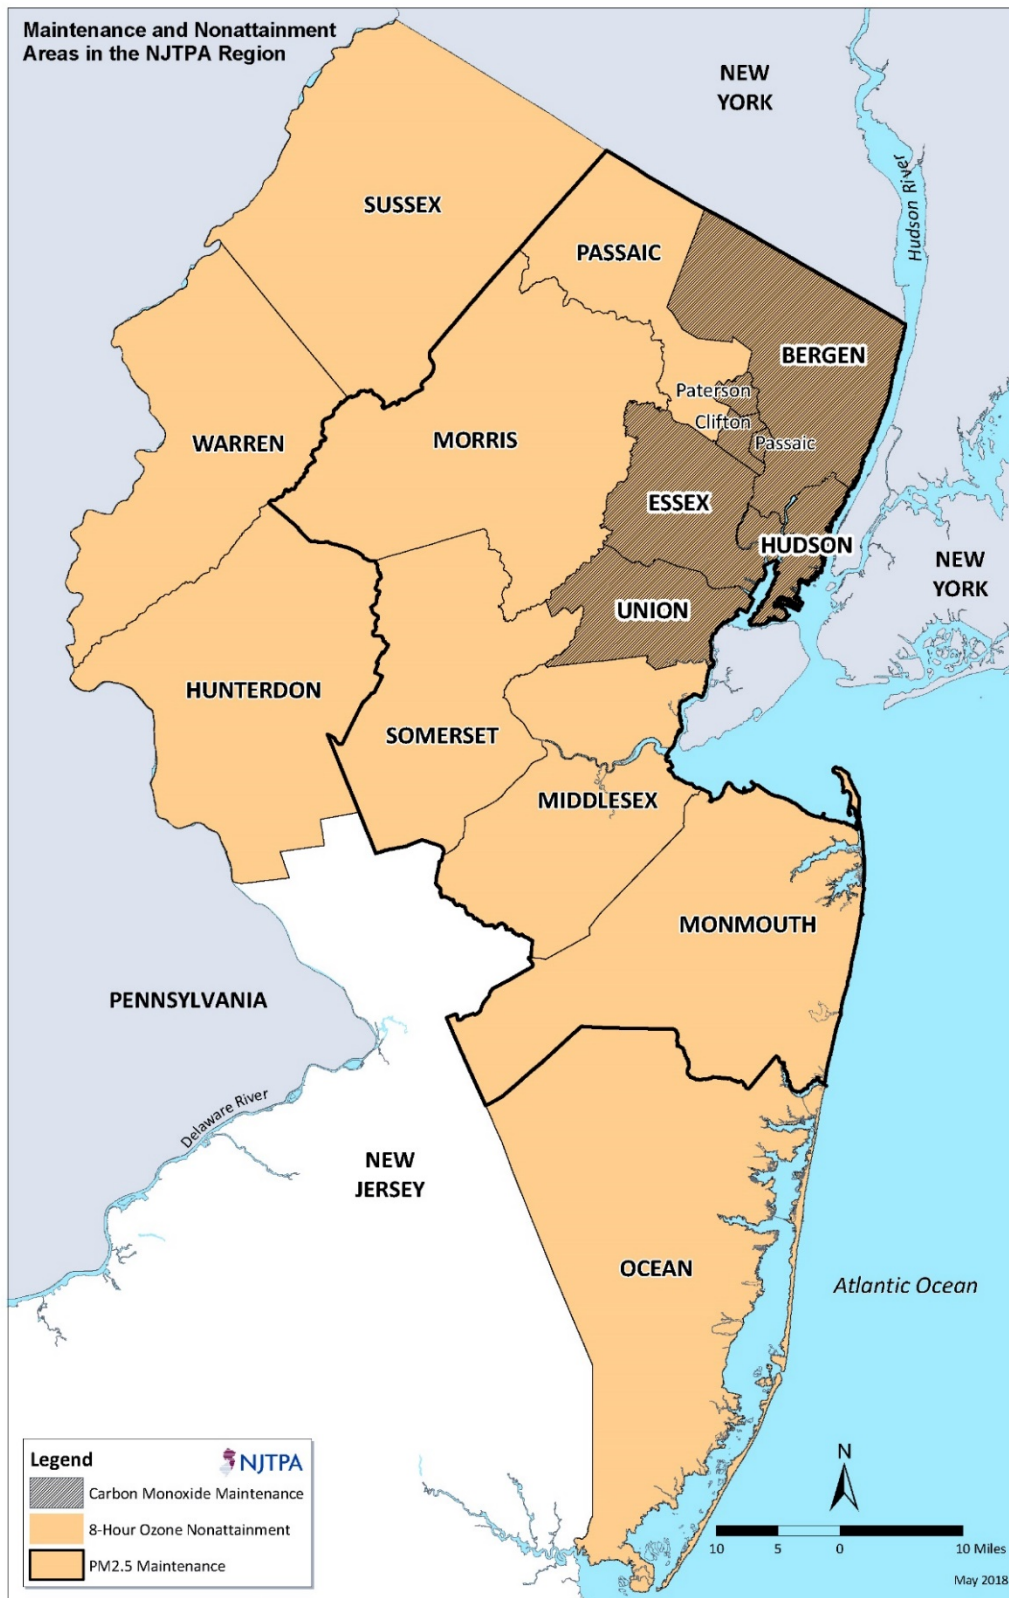 Maintenance and Nonattainment
Areas in the NJTPA Region
NEW
YORK
Hudson River
SUSSEX
PASSAIC
BERGEN
Paterson
Clifton
Passaic
WARREN
MORRIS
ESSEX
HUDSON
NEW
YORK
UNION
HUNTERDON
SOMERSET
MIDDLESEX
MONMOUTH
PENNSYLVANIA
Delaware River
NEW
JERSEY
OCEAN
Atlantic Ocean
Legend
NJTPA
Carbon Monoxide Maintenance
8-Hour Ozone Nonattainment
PM2.5 Maintenance
N
10 5 0 10 Miles
May 2018